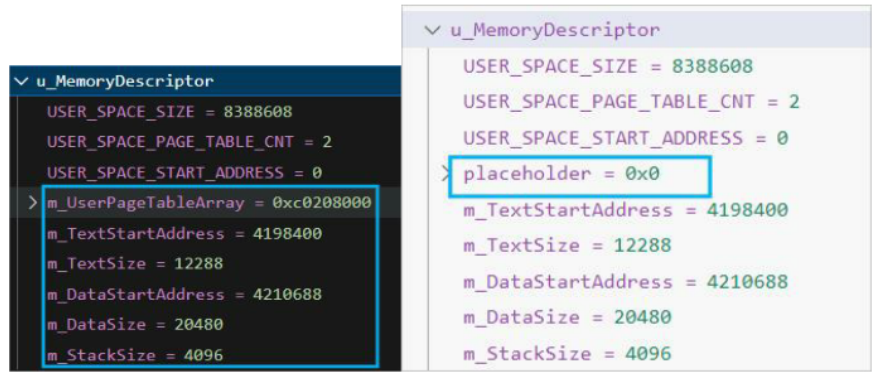 u_MemoryDescriptor
USER_SPACE_SIZE = 8388608
USER_SPACE_PAGE_TABLE_CNT = 2
USER_SPACE_START_ADDRESS = 0
m_UserPageTableArray = 0xc0208000
m_TextStartAddress = 4198400
m_TextSize = 12288
m_DataStartAddress = 4210688
m_DataSize = 20480
m_StackSize = 4096
u_MemoryDescriptor
USER_SPACE_SIZE = 8388608
USER_SPACE_PAGE_TABLE_CNT = 2
USER_SPACE_START_ADDRESS = 0
placeholder = 0x0
m_TextStartAddress = 4198400
m_TextSize = 12288
m_DataStartAddress = 4210688
m_DataSize = 20480
m_StackSize = 4096